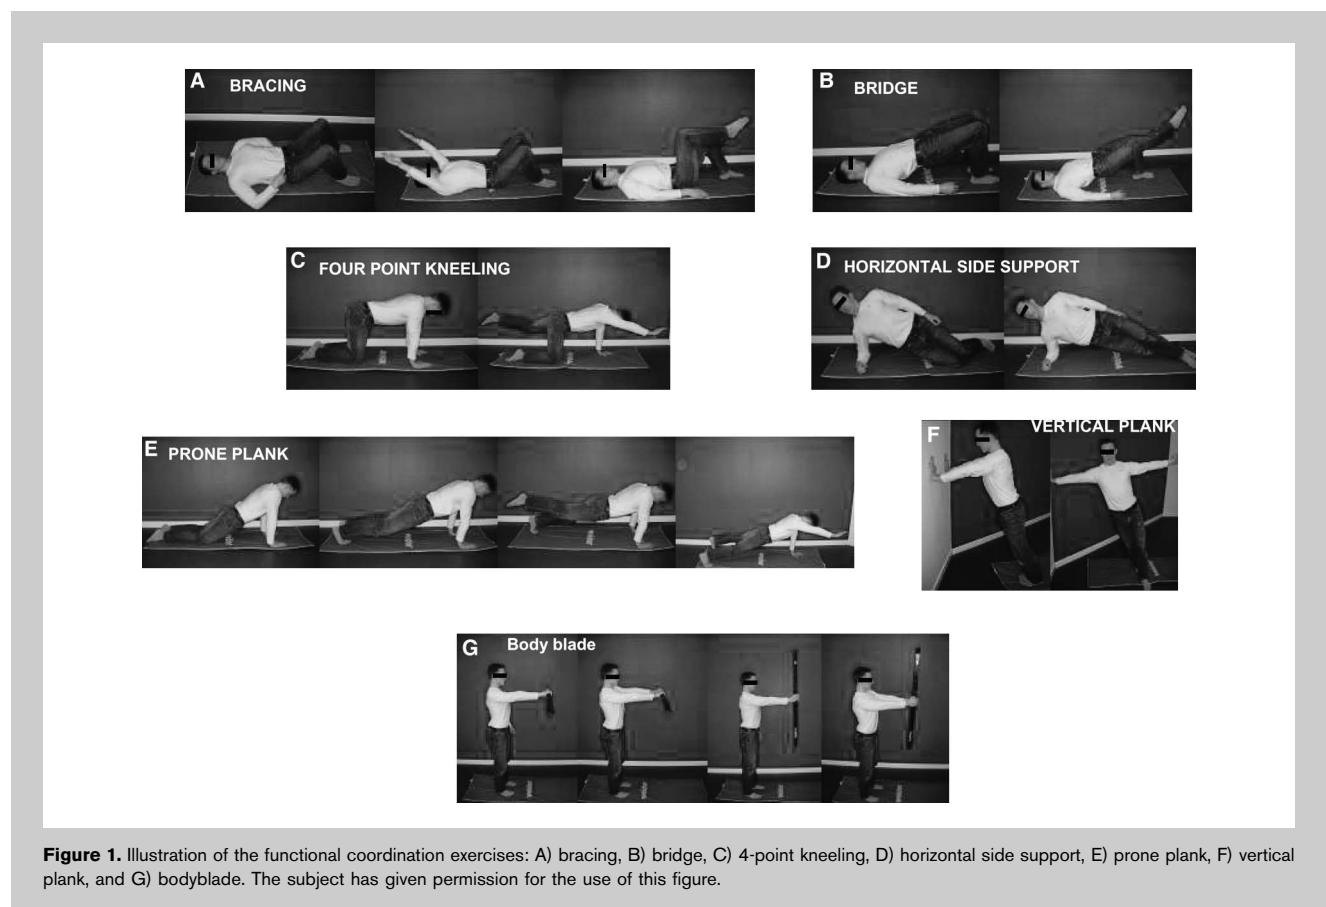 A BRACING
B BRIDGE
C FOUR POINT KNEELING
D HORIZONTAL SIDE SUPPORT
E PRONE PLANK
F VERTICAL PLANK
G Body blade
Figure 1. Illustration of the functional coordination exercises: A) bracing, B) bridge, C) 4-point kneeling, D) horizontal side support, E) prone plank, F) vertical
plank, and G) bodyblade. The subject has given permission for the use of this figure.